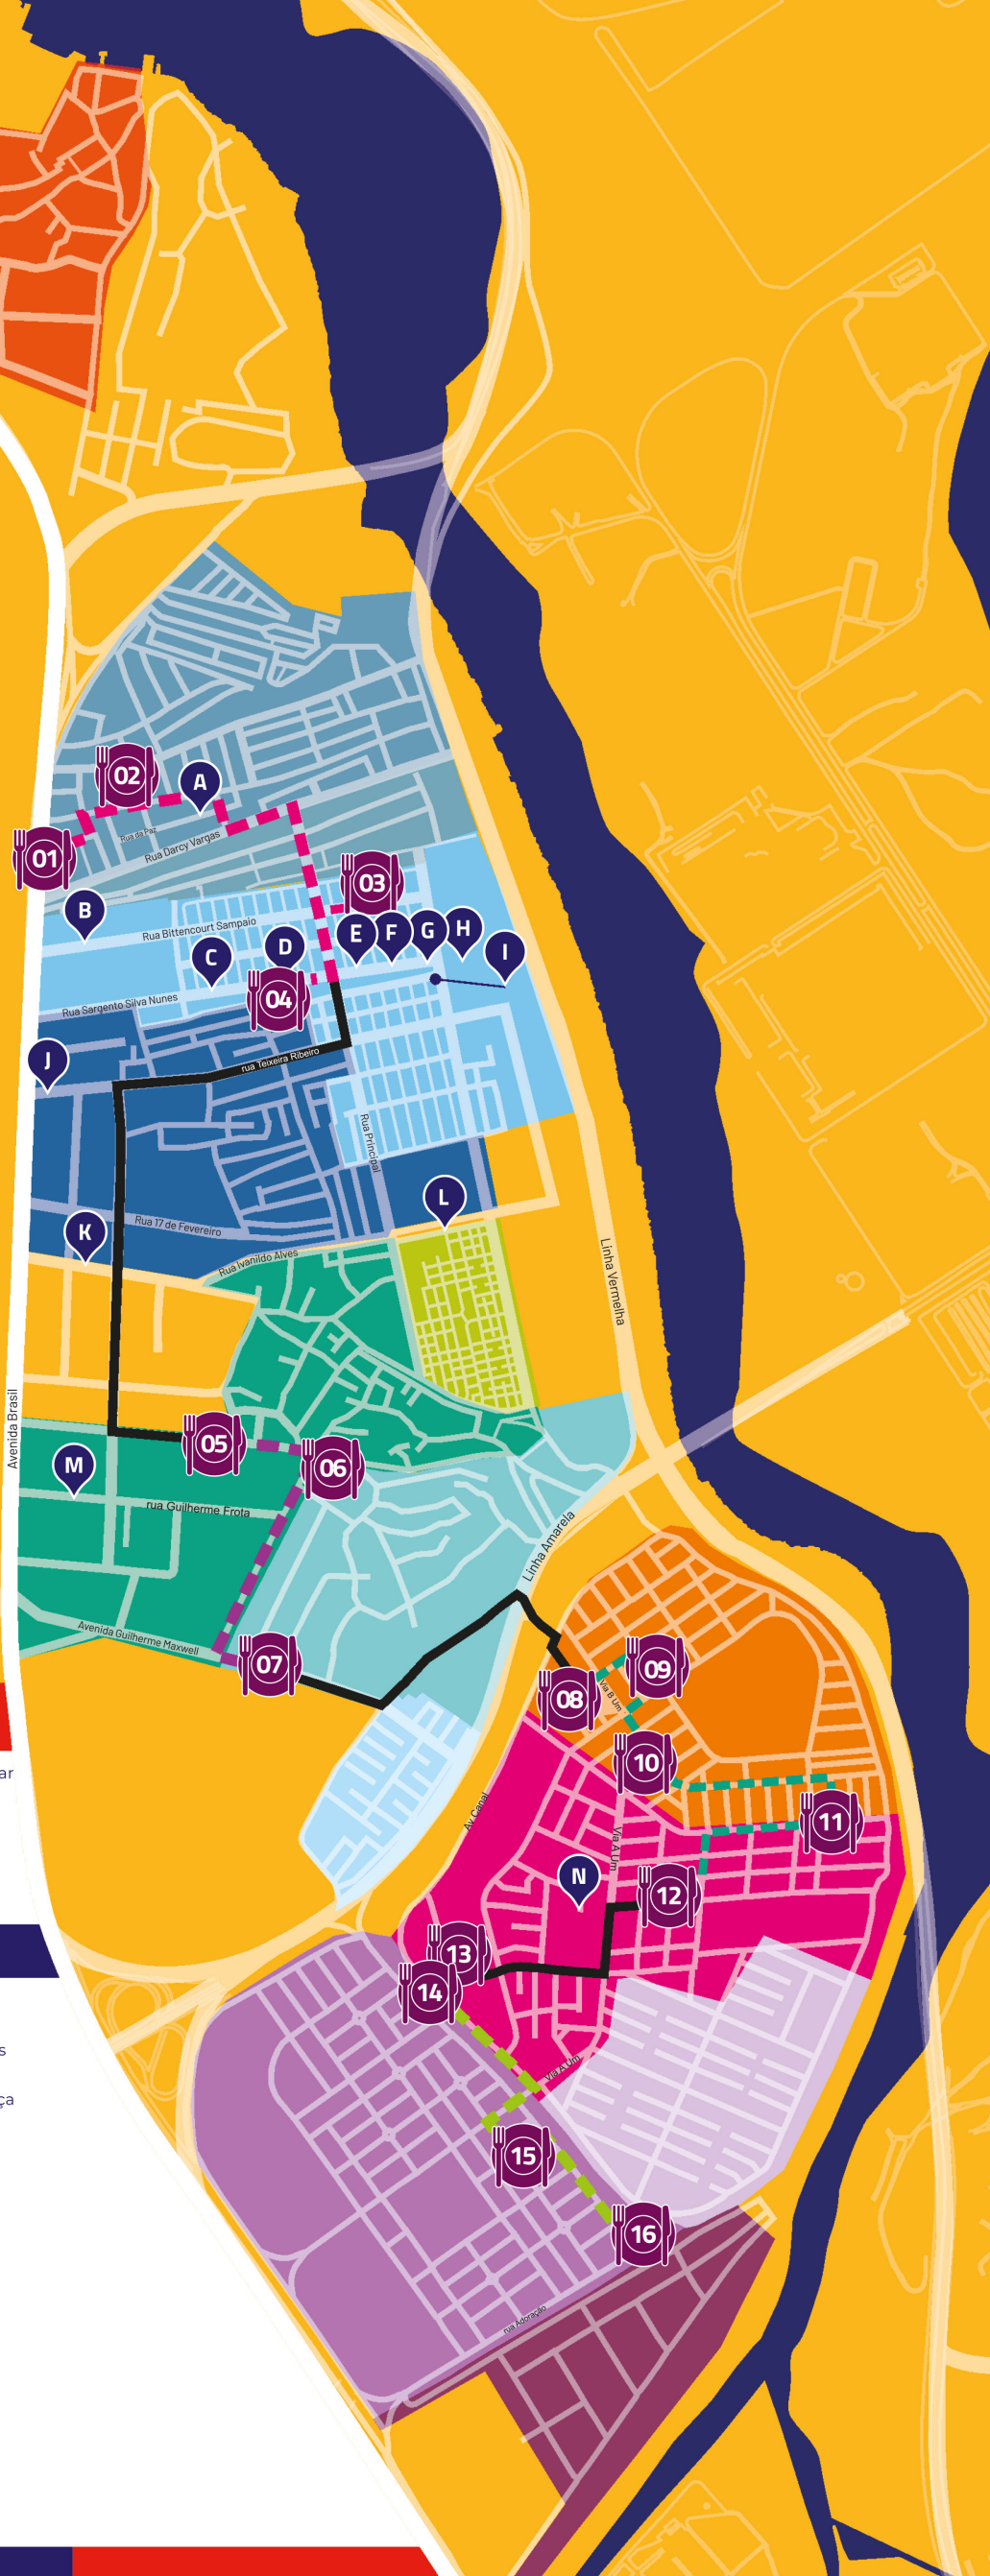 02
A
Rua da Paz
Rua Darcy Vargas
01
03
B
Rua Bittencourt Sampaio
C
D
E
F
G
H
I
04
Rua Sargento Silva Nunes
J
rua Teixeira Ribeiro
Rua Principal
L
Rua 17 de Fevereiro
K
Rua Ivanildo Alves
Linha Vermelha
Avenida Brasil
05
06
M
rua Guilherme Frota
Linha Amarela
Avenida Guilherme Maxwell
07
08
09
Via B Um
10
ar
Av Canal
11
Via A Um
N
12
13
14
s
Via A Um
ça
15
16
rua Adoração